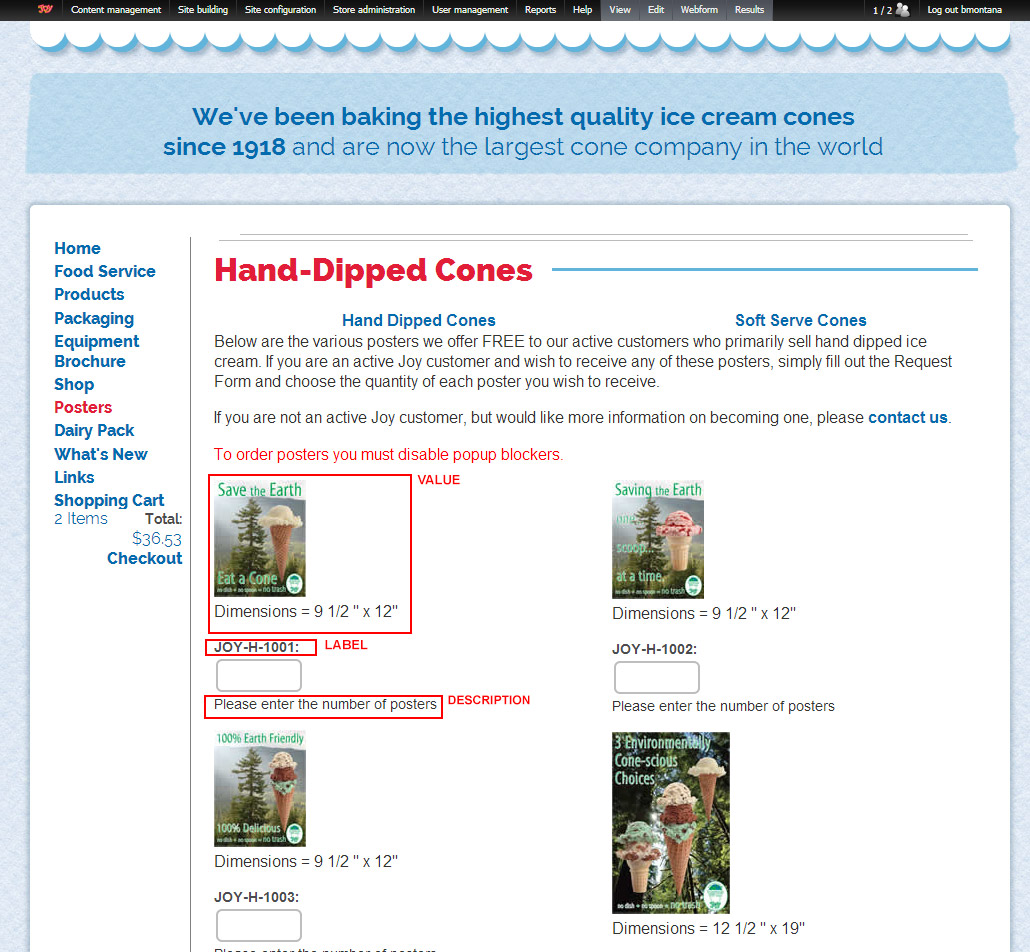 JOY Content management Site building Site configuration Store administration User management Reports Help View Edit Webform Results 1 / 2 Log out bmontana
We've been baking the highest quality ice cream cones
since 1918 and are now the largest cone company in the world
Home
Food Service
Products
Packaging
Equipment
Brochure
Shop
Posters
Dairy Pack
What's New
Links
Shopping Cart
2 Items Total:
$36.53
Checkout
Hand-Dipped Cones
Hand Dipped Cones Soft Serve Cones
Below are the various posters we offer FREE to our active customers who primarily sell hand dipped ice
cream. If you are an active Joy customer and wish to receive any of these posters, simply fill out the Request
Form and choose the quantity of each poster you wish to receive.
If you are not an active Joy customer, but would like more information on becoming one, please contact us.
To order posters you must disable popup blockers.
VALUE
Save the Earth
Eat a Cone
no dish + no spoon = no trash
Dimensions = 9 1/2 " x 12"
JOY-H-1001: LABEL
Please enter the number of posters DESCRIPTION
Saving the Earth
one
scoop...
at a time.
no dish + no spoon = no trash
Dimensions = 9 1/2 " x 12"
JOY-H-1002:
Please enter the number of posters
100% Earth Friendly
100% Delicious
no dish + no spoon = no trash
Dimensions = 9 1/2 " x 12"
JOY-H-1003:
Please enter the number of posters
3 Environmentally
Cone-scious
Choices
no dish + no spoon = no trash
Dimensions = 12 1/2 " x 19"